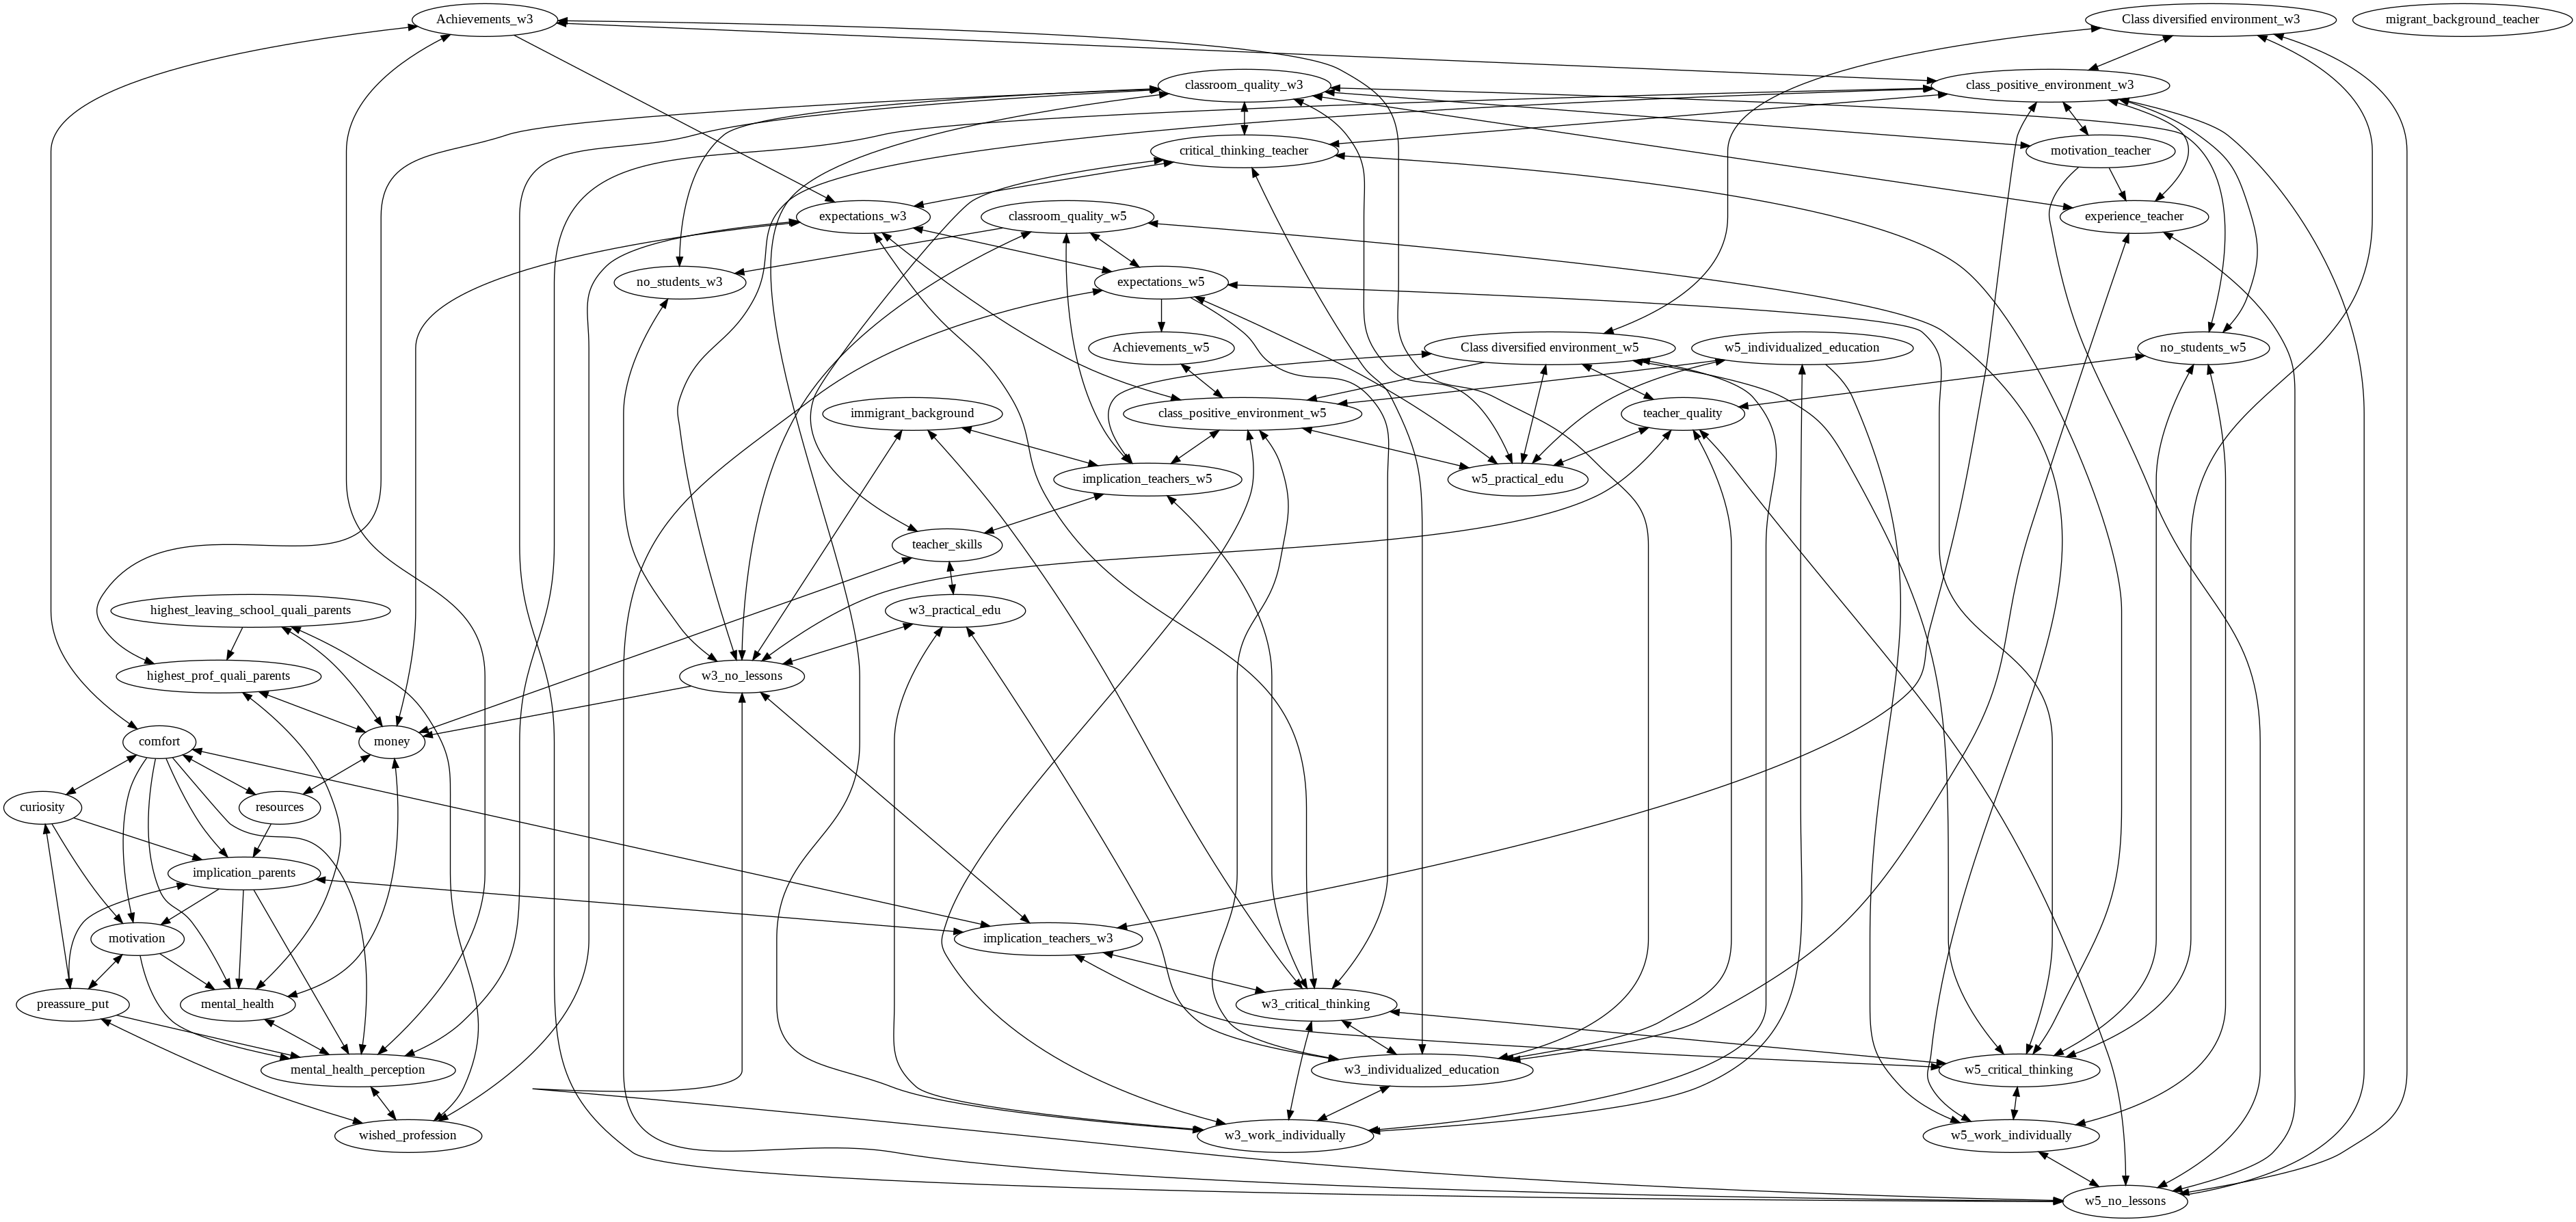 Achievements_w3
Class diversified environment_w3
migrant_background_teacher
classroom_quality_w3
class_positive_environment_w3
critical_thinking_teacher
motivation_teacher
expectations_w3
classroom_quality_w5
experience_teacher
no_students_w3
expectations_w5
Achievements_w5
Class diversified environment_w5
w5_individualized_education
no_students_w5
immigrant_background
class_positive_environment_w5
teacher_quality
implication_teachers_w5
w5_practical_edu
teacher_skills
highest_leaving_school_quali_parents
w3_practical_edu
highest_prof_quali_parents
w3_no_lessons
comfort
money
curiosity
resources
implication_parents
motivation
implication_teachers_w3
preassure_put
mental_health
w3_critical_thinking
mental_health_perception
w3_individualized_education
w5_critical_thinking
wished_profession
w3_work_individually
w5_work_individually
w5_no_lessons